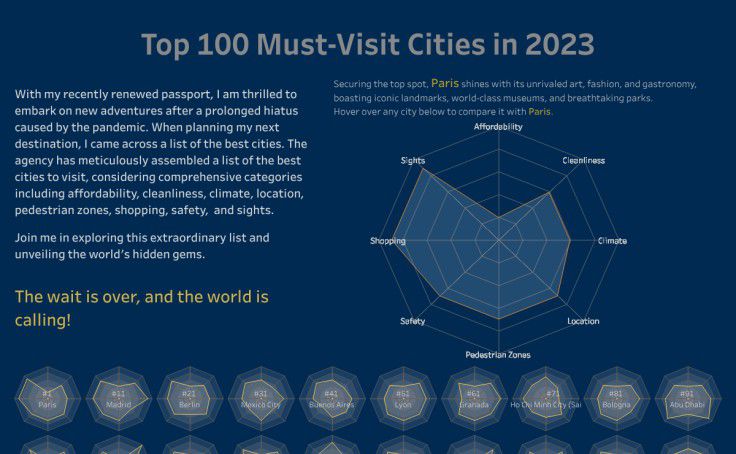 Top 100 Must-Visit Cities in 2023
With my recently renewed passport, I am thrilled to
embark on new adventures after a prolonged hiatus
caused by the pandemic. When planning my next
destination, I came across a list of the best cities. The
agency has meticulously assembled a list of the best
cities to visit, considering comprehensive categories
including affordability, cleanliness, climate, location,
pedestrian zones, shopping, safety, and sights.
Join me in exploring this extraordinary list and
unveiling the world's hidden gems.
The wait is over, and the world is
calling!
Securing the top spot, Paris shines with its unrivaled art, fashion, and gastronomy,
boasting iconic landmarks, world-class museums, and breathtaking parks.
Hover over any city below to compare it with Paris.
Affordability
Sights
Cleanliness
Shopping
Climate
Safety
Location
Pedestrian Zones
#1
Paris
#11
Madrid
#21
Berlin
#31
Mexico City
#41
Buenos Aires
#51
Lyon
#61
Granada
#71
Ho Chi Minh City (Sai
#81
Bologna
#91
Abu Dhabi